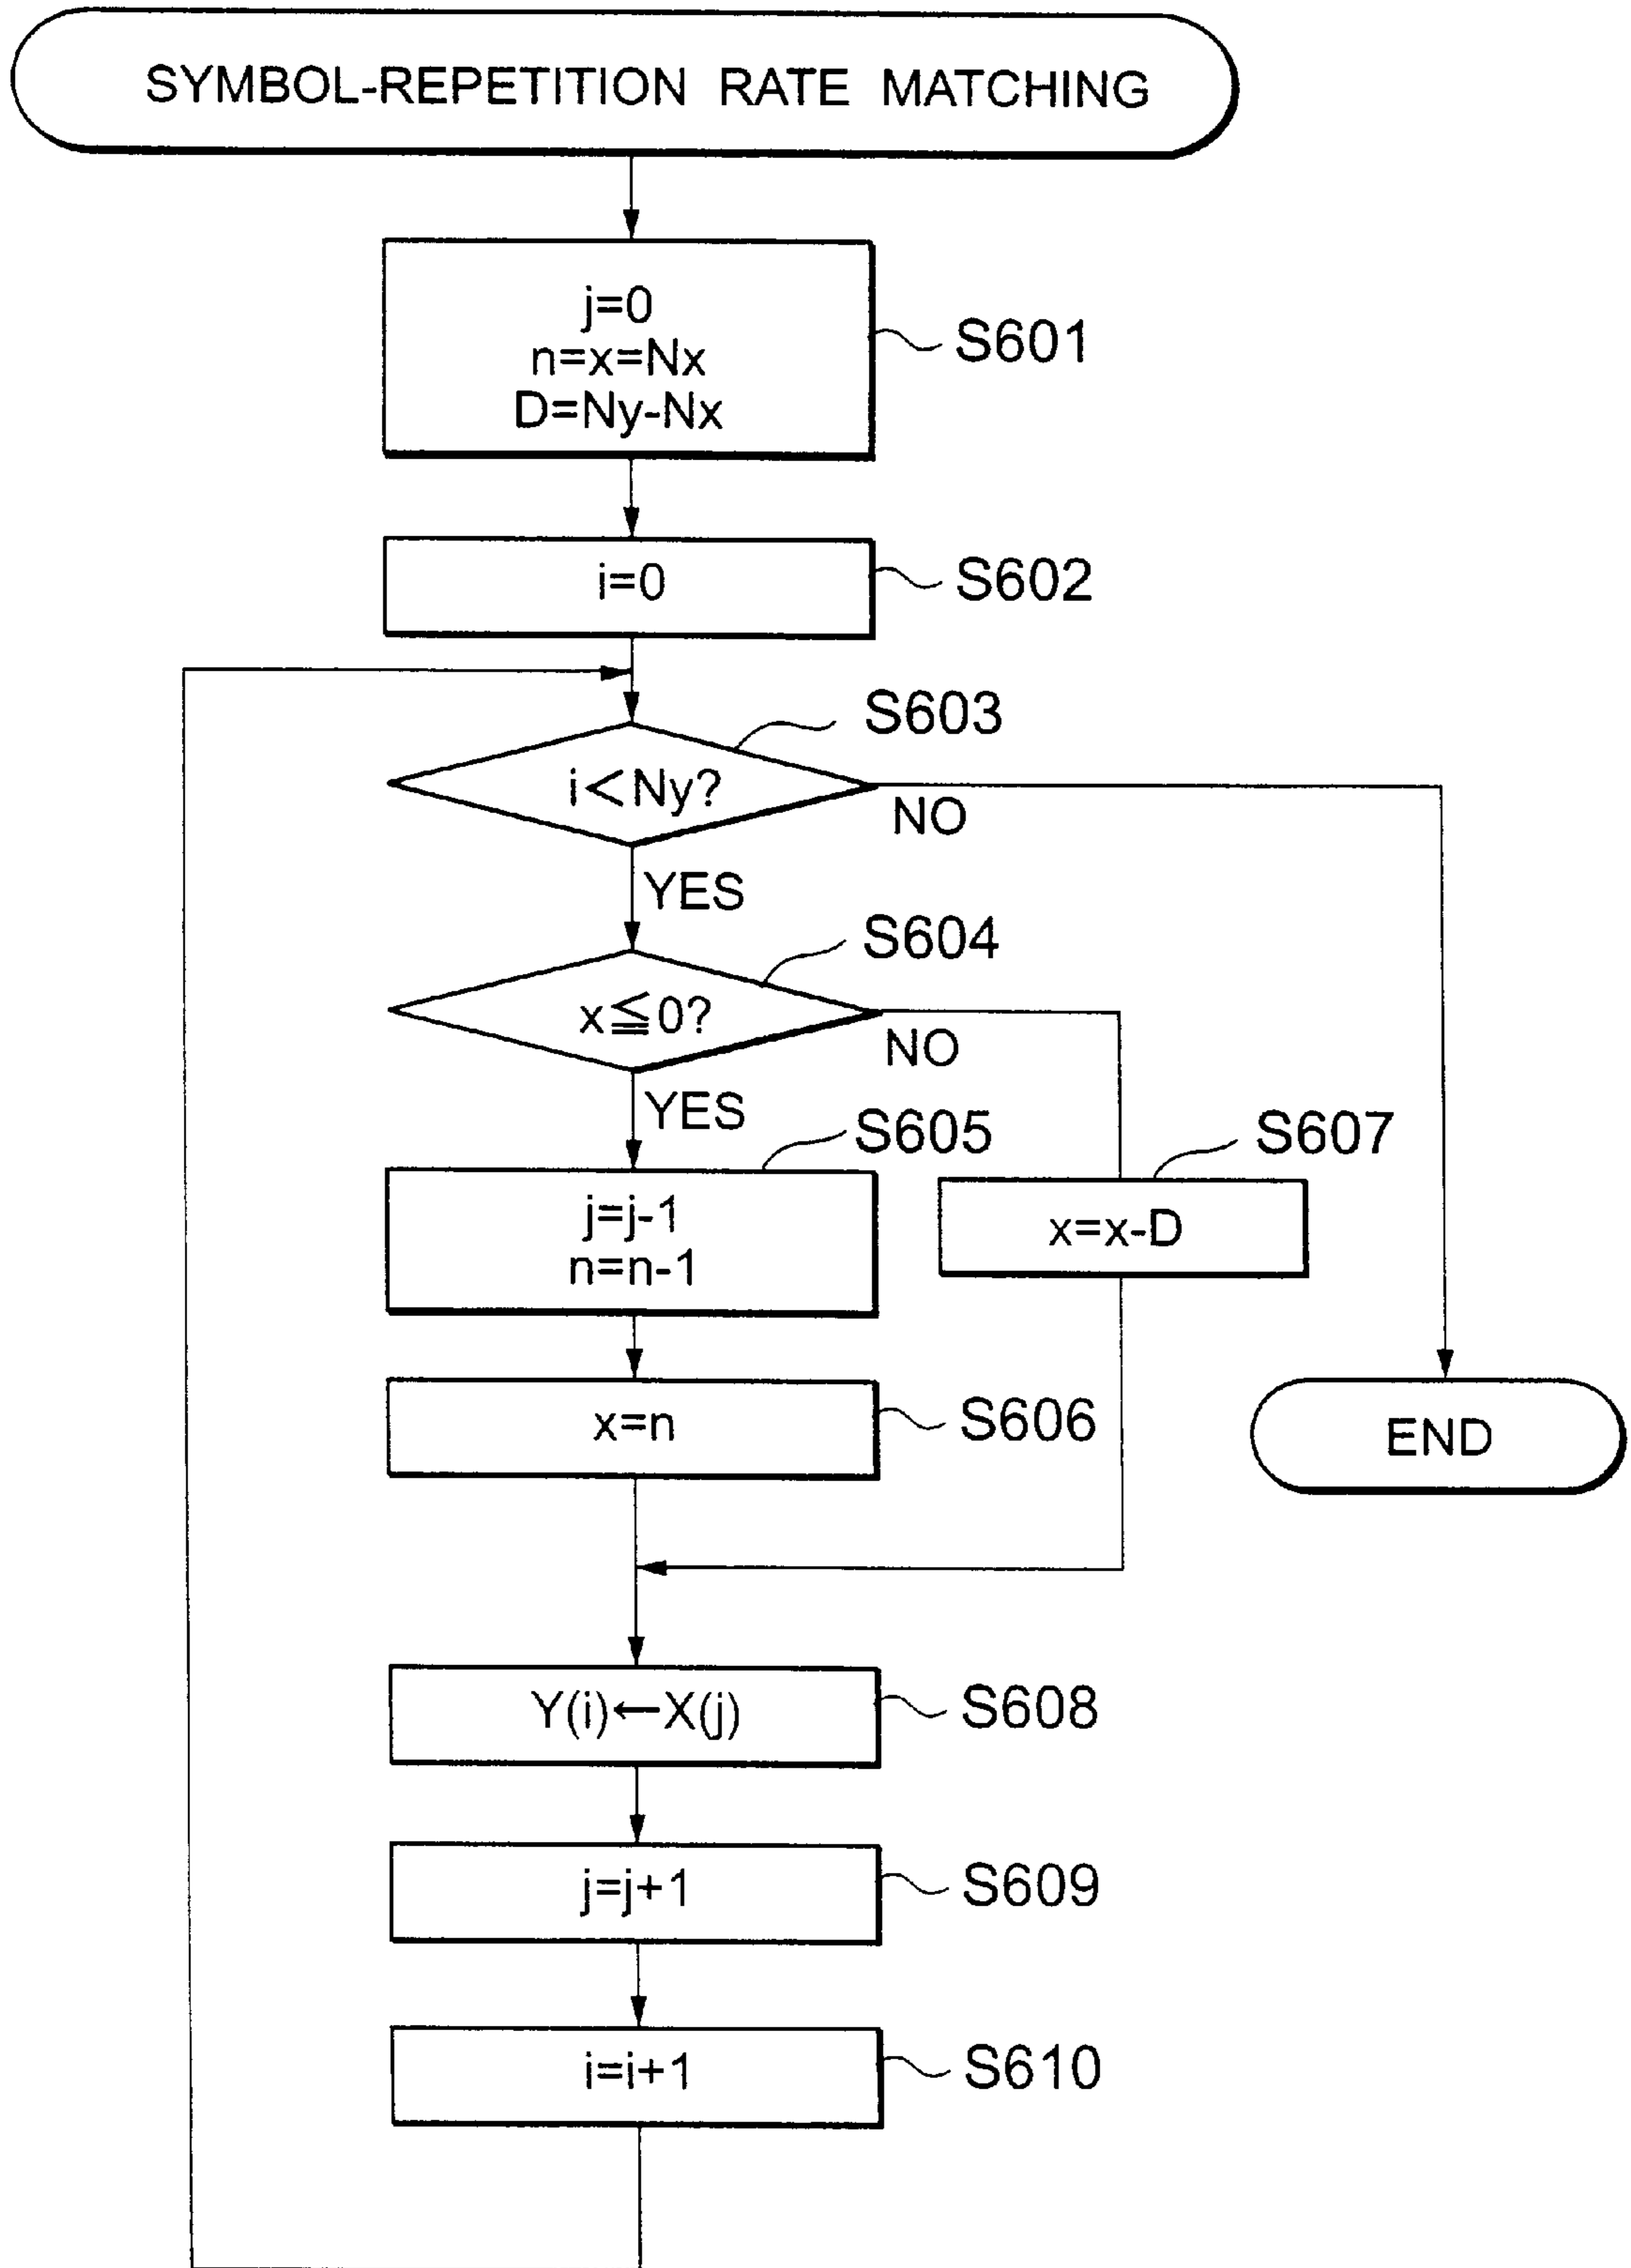 SYMBOL-REPETITION RATE MATCHING
j=0
n=x=Nx
D=Ny-Nx
S601
i=0
S602
S603
i<Ny?
NO
YES
S604
x≦0?
NO
YES
S605
j=j-1
n=n-1
S607
x=x-D
x=n
S606
END
Y(i)←X(j)
S608
j=j+1
S609
i=i+1
S610